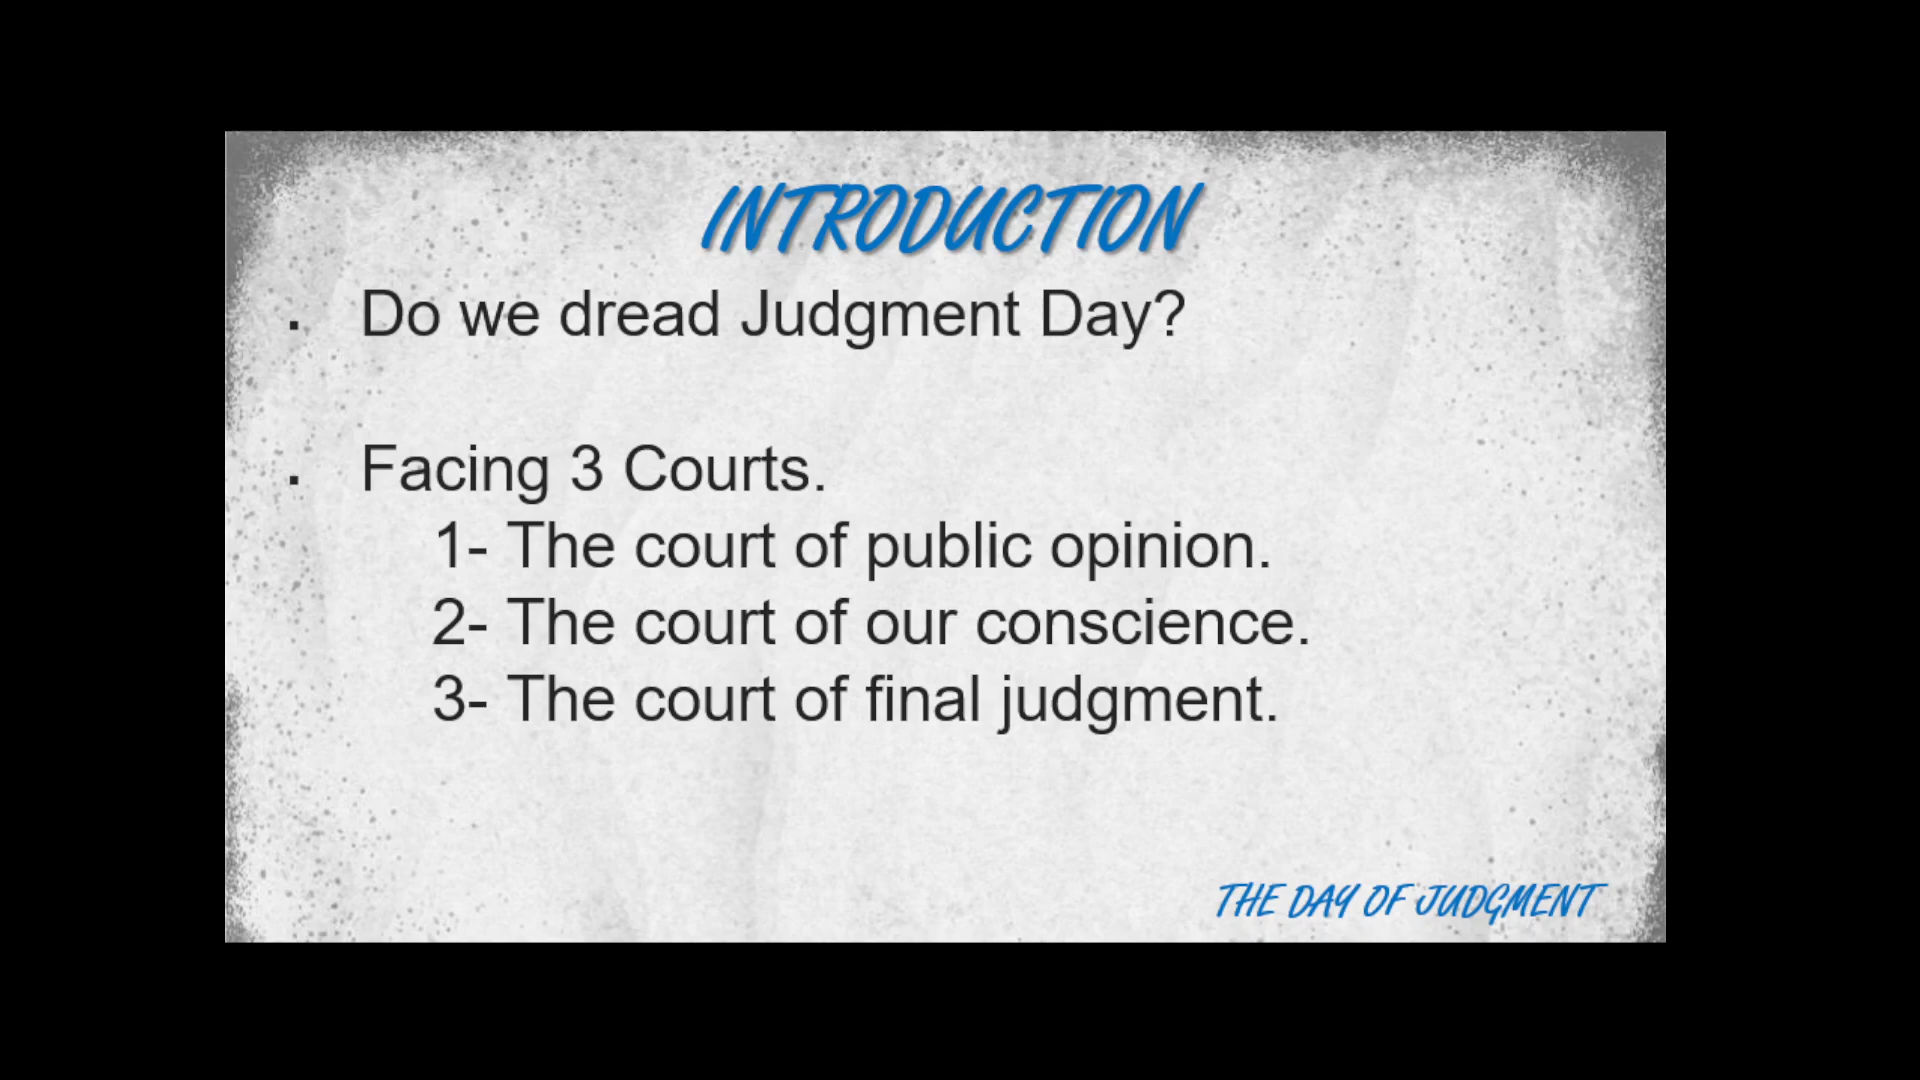 INTRODUCTION
▪ Do we dread Judgment Day?
▪ Facing 3 Courts.
1- The court of public opinion.
2- The court of our conscience.
3- The court of final judgment.
THE DAY OF JUDGMENT